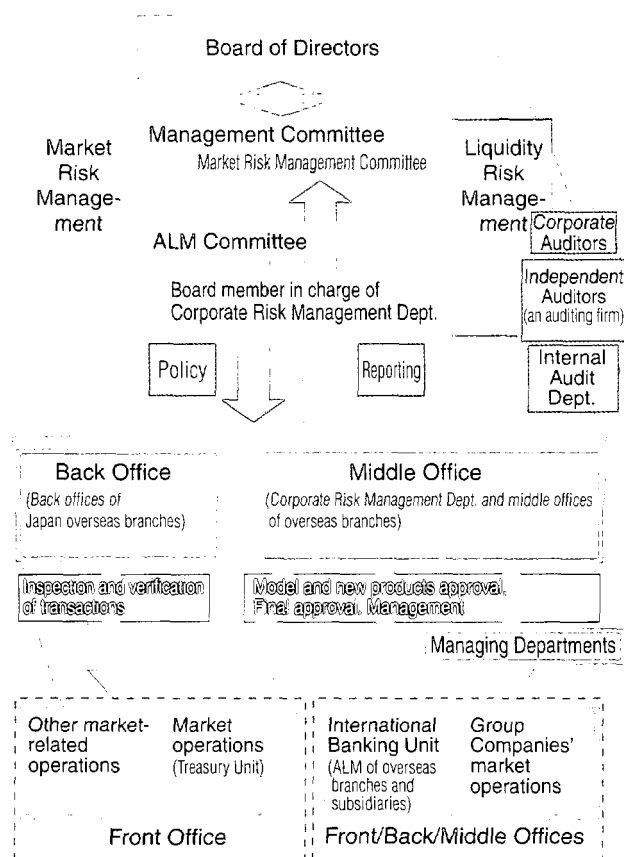 Board of Directors
Management Committee
Market Risk Management Committee
Market
Risk
Manage-
ment
Liquidity
Risk
Manage-
ment
Corporate
Auditors
Independent
Auditors
(an auditing firm)
Internal
Audit
Dept.
ALM Committee
Board member in charge of
Corporate Risk Management Dept.
Policy
Reporting
Back Office
(Back offices of
Japan overseas branches)
Middle Office
(Corporate Risk Management Dept. and middle offices
of overseas branches)
Inspection and verification
of transactions
Model and new products approval.
Final approval. Management
Managing Departments
Other market-
related
operations
Market
operations
(Treasury Unit)
International
Banking Unit
(ALM of overseas
branches and
subsidiaries)
Group
Companies'
market
operations
Front Office
Front/Back/Middle Offices